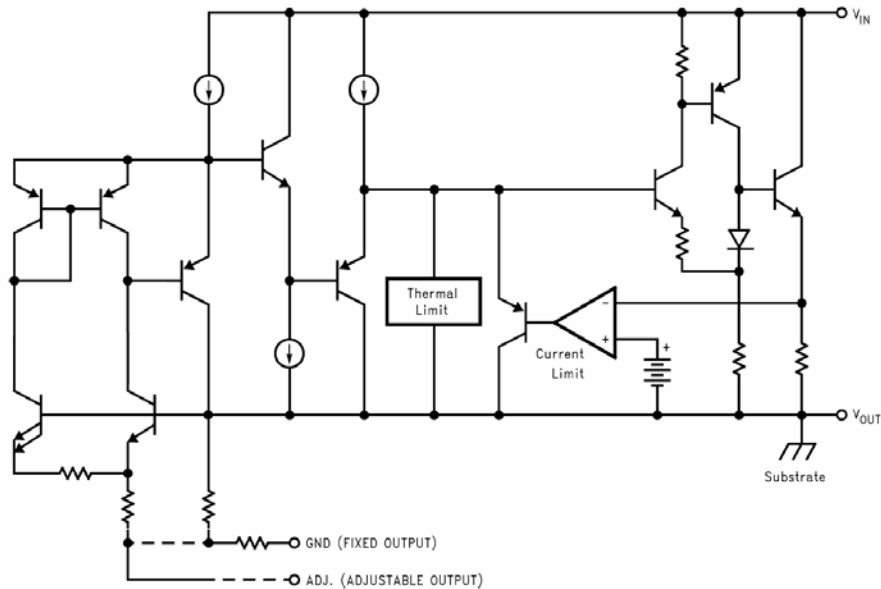 VIN
Thermal
Limit
−
+
+
Current
Limit
VOUT
Substrate
GND (FIXED OUTPUT)
ADJ. (ADJUSTABLE OUTPUT)